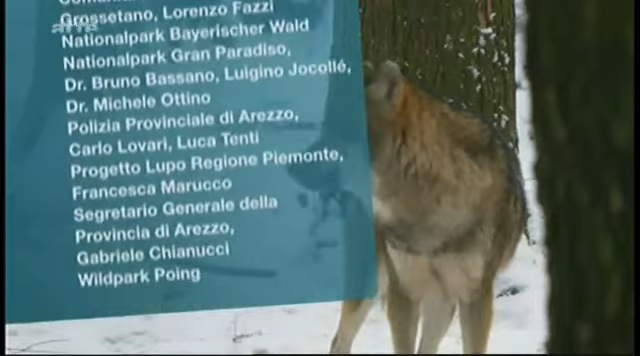 Grossetano, Lorenzo Fazzi
arte
Nationalpark Bayerischer Wald
Nationalpark Gran Paradiso,
Dr. Bruno Bassano, Luigino Jocollé,
Dr. Michele Ottino
Polizia Provinciale di Arezzo,
Carlo Lovari, Luca Tenti
Progetto Lupo Regione Piemonte,
Francesca Marucco
Segretario Generale della
Provincia di Arezzo,
Gabriele Chianucci
Wildpark Poing